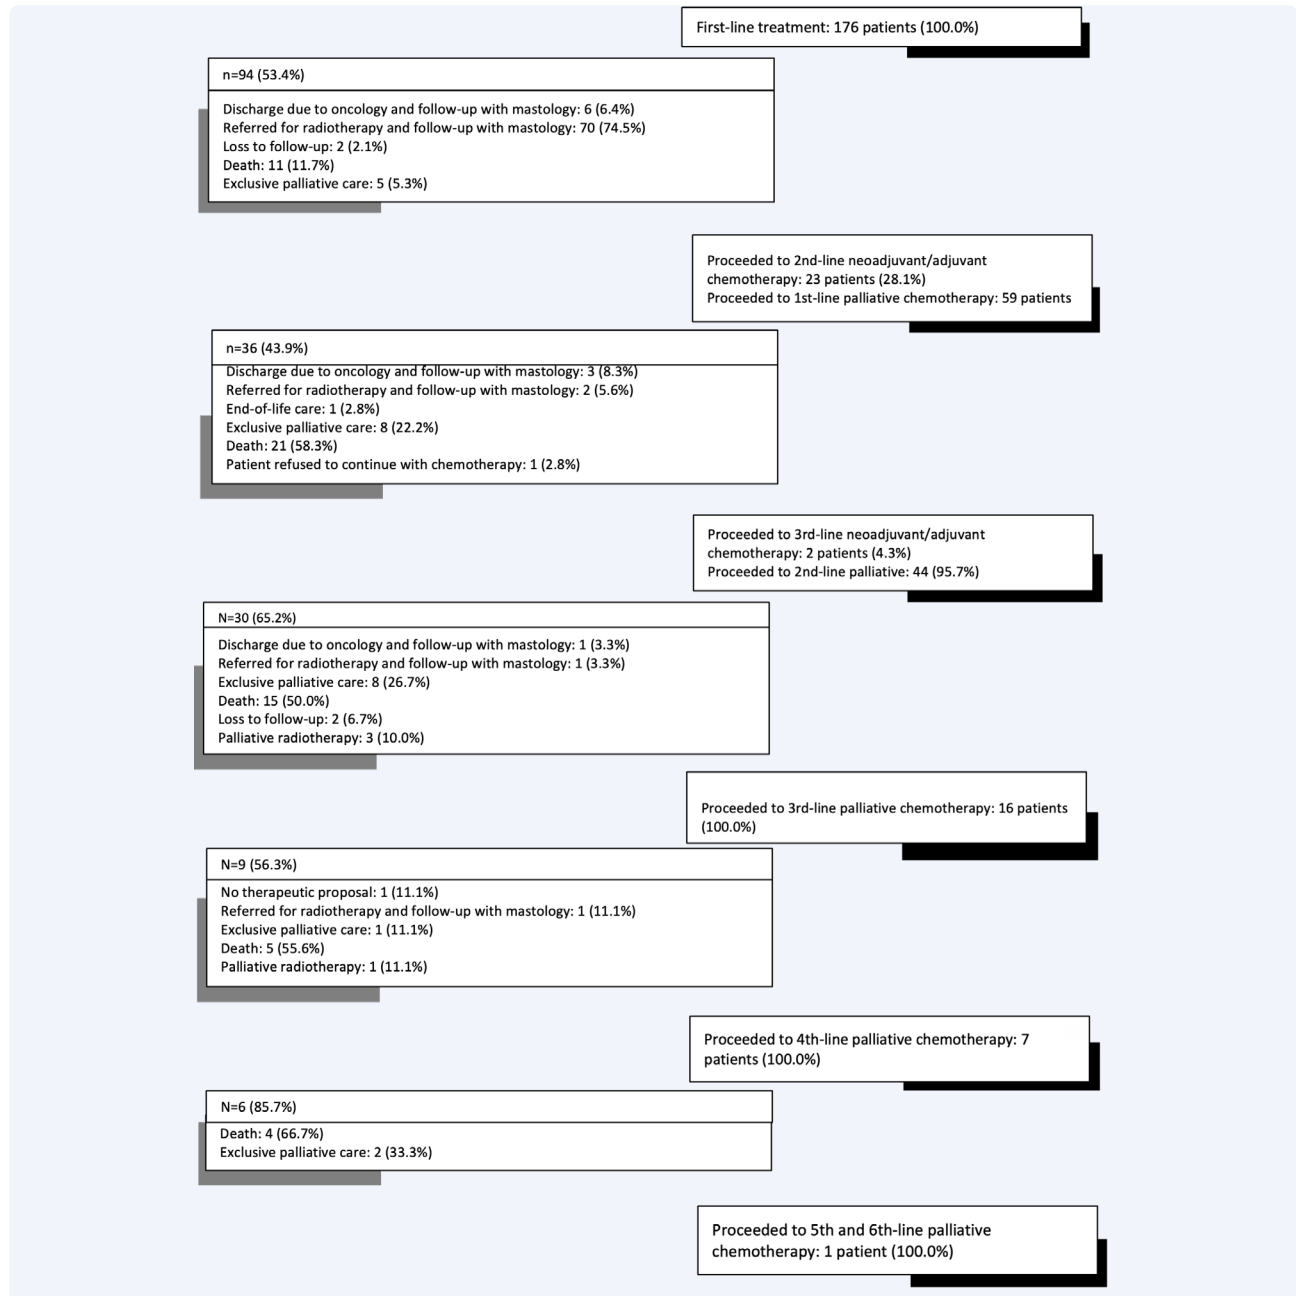 First-line treatment: 176 patients (100.0%)
n=94 (53.4%)
Discharge due to oncology and follow-up with mastology: 6 (6.4%)
Referred for radiotherapy and follow-up with mastology: 70 (74.5%)
Loss to follow-up: 2 (2.1%)
Death: 11 (11.7%)
Exclusive palliative care: 5 (5.3%)
Proceeded to 2nd-line neoadjuvant/adjuvant
chemotherapy: 23 patients (28.1%)
Proceeded to 1st-line palliative chemotherapy: 59 patients
n=36 (43.9%)
Discharge due to oncology and follow-up with mastology: 3 (8.3%)
Referred for radiotherapy and follow-up with mastology: 2 (5.6%)
End-of-life care: 1 (2.8%)
Exclusive palliative care: 8 (22.2%)
Death: 21 (58.3%)
Patient refused to continue with chemotherapy: 1 (2.8%)
Proceeded to 3rd-line neoadjuvant/adjuvant
chemotherapy: 2 patients (4.3%)
Proceeded to 2nd-line palliative: 44 (95.7%)
N=30 (65.2%)
Discharge due to oncology and follow-up with mastology: 1 (3.3%)
Referred for radiotherapy and follow-up with mastology: 1 (3.3%)
Exclusive palliative care: 8 (26.7%)
Death: 15 (50.0%)
Loss to follow-up: 2 (6.7%)
Palliative radiotherapy: 3 (10.0%)
Proceeded to 3rd-line palliative chemotherapy: 16 patients
(100.0%)
N=9 (56.3%)
No therapeutic proposal: 1 (11.1%)
Referred for radiotherapy and follow-up with mastology: 1 (11.1%)
Exclusive palliative care: 1 (11.1%)
Death: 5 (55.6%)
Palliative radiotherapy: 1 (11.1%)
Proceeded to 4th-line palliative chemotherapy: 7
patients (100.0%)
N=6 (85.7%)
Death: 4 (66.7%)
Exclusive palliative care: 2 (33.3%)
Proceeded to 5th and 6th-line palliative
chemotherapy: 1 patient (100.0%)